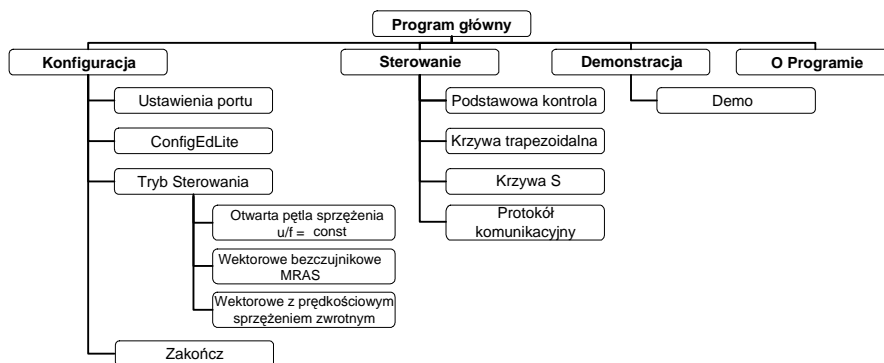 Program główny
Konfiguracja
Sterowanie
Demonstracja
O Programie
Ustawienia portu
ConfigEdLite
Tryb Sterowania
Otwarta pętla sprzężenia
u/f = const
Wektorowe bezczujnikowe
MRAS
Wektorowe z prędkościowym
sprzężeniem zwrotnym
Zakończ
Podstawowa kontrola
Krzywa trapezoidalna
Krzywa S
Protokół
komunikacyjny
Demo